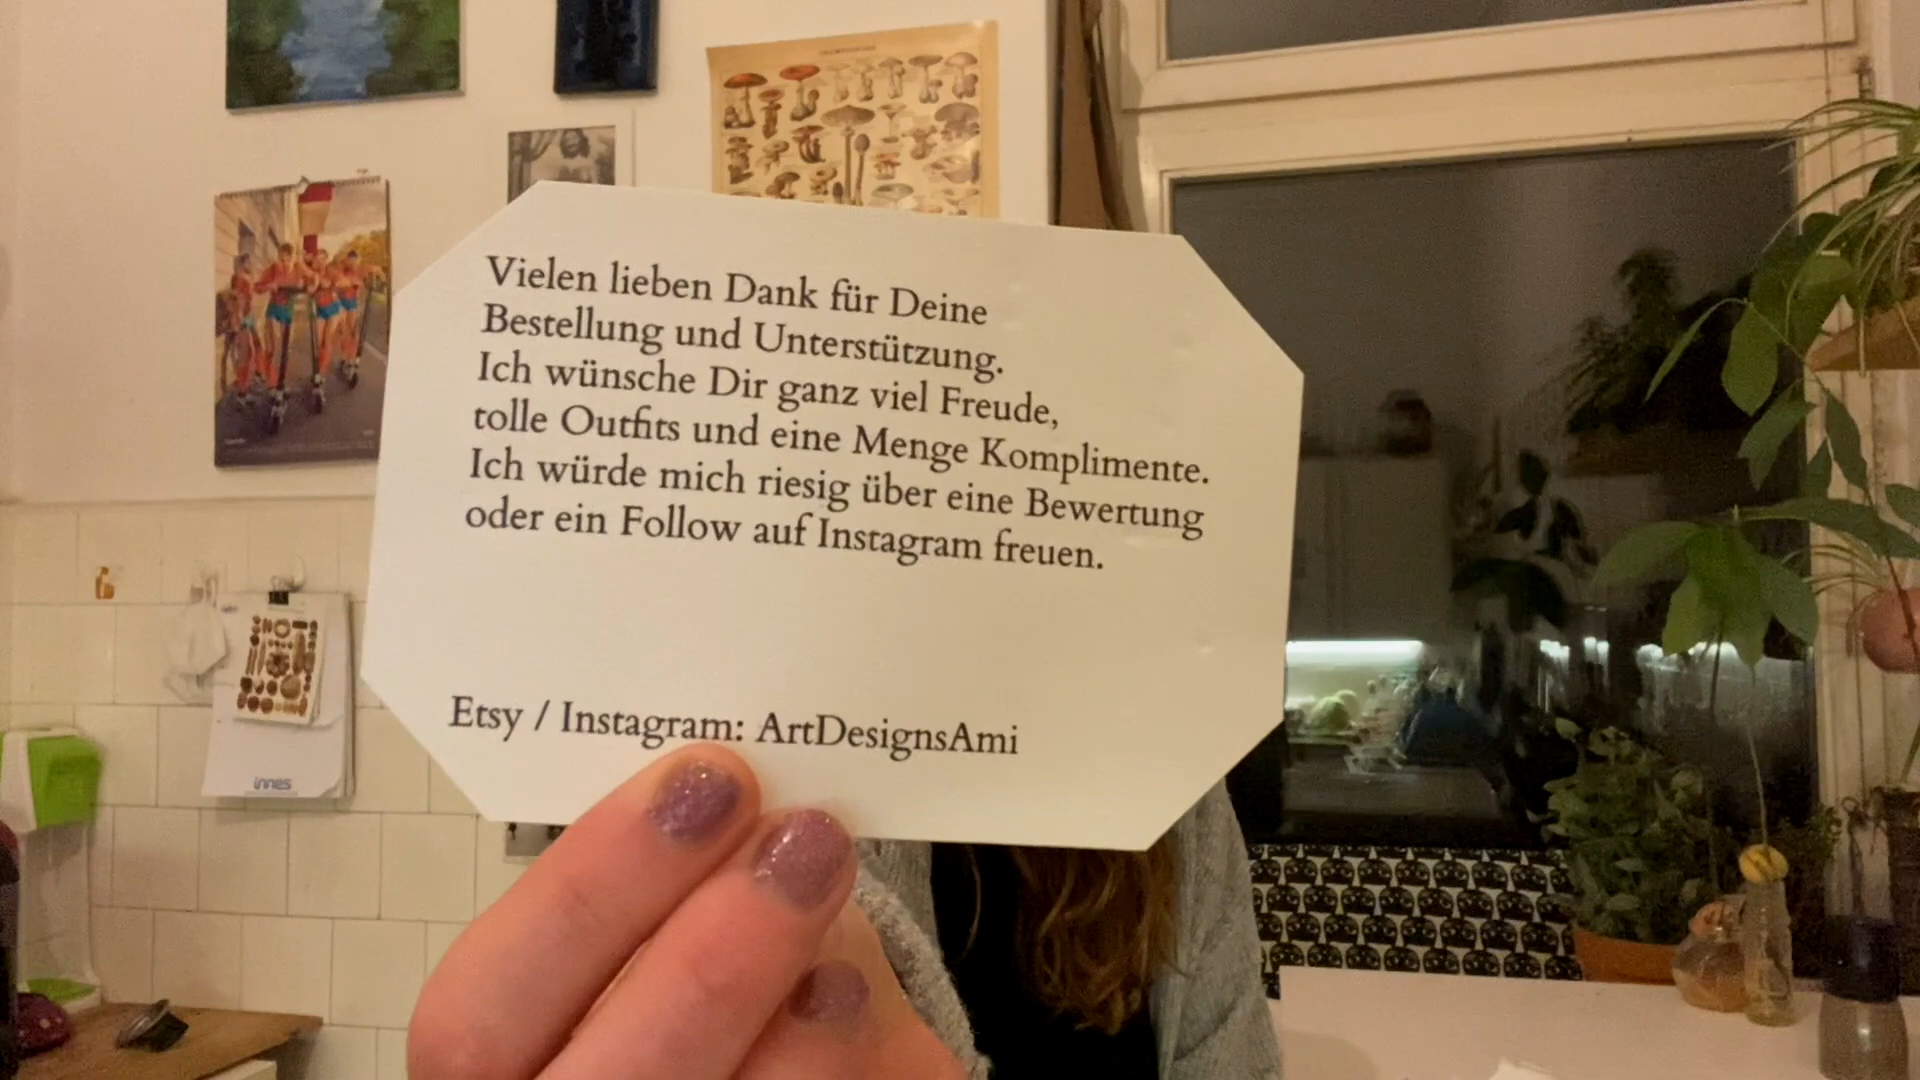 Vielen lieben Dank für Deine
Bestellung und Unterstützung.
Ich wünsche Dir ganz viel Freude,
tolle Outfits und eine Menge Komplimente.
Ich würde mich riesig über eine Bewertung
oder ein Follow auf Instagram freuen.
Etsy / Instagram: ArtDesignsAmi
innes